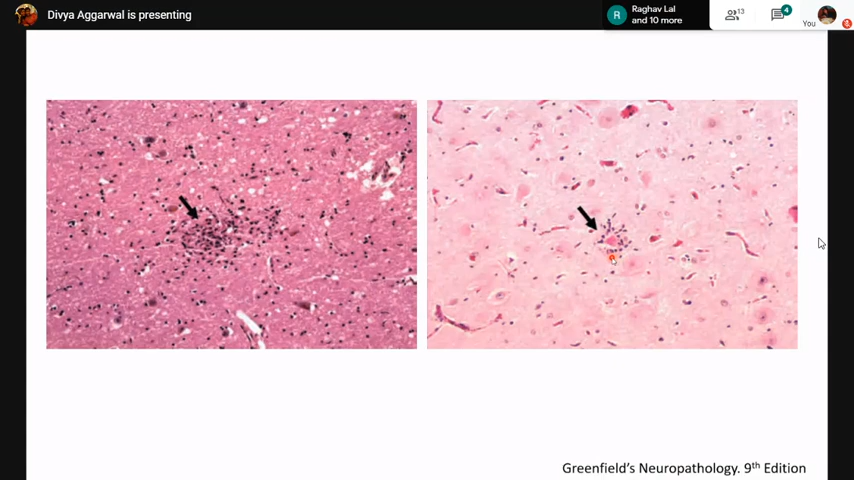 Divya Aggarwal is presenting
R
Raghav Lal
and 10 more
13
4
You
Greenfield's Neuropathology. 9th Edition